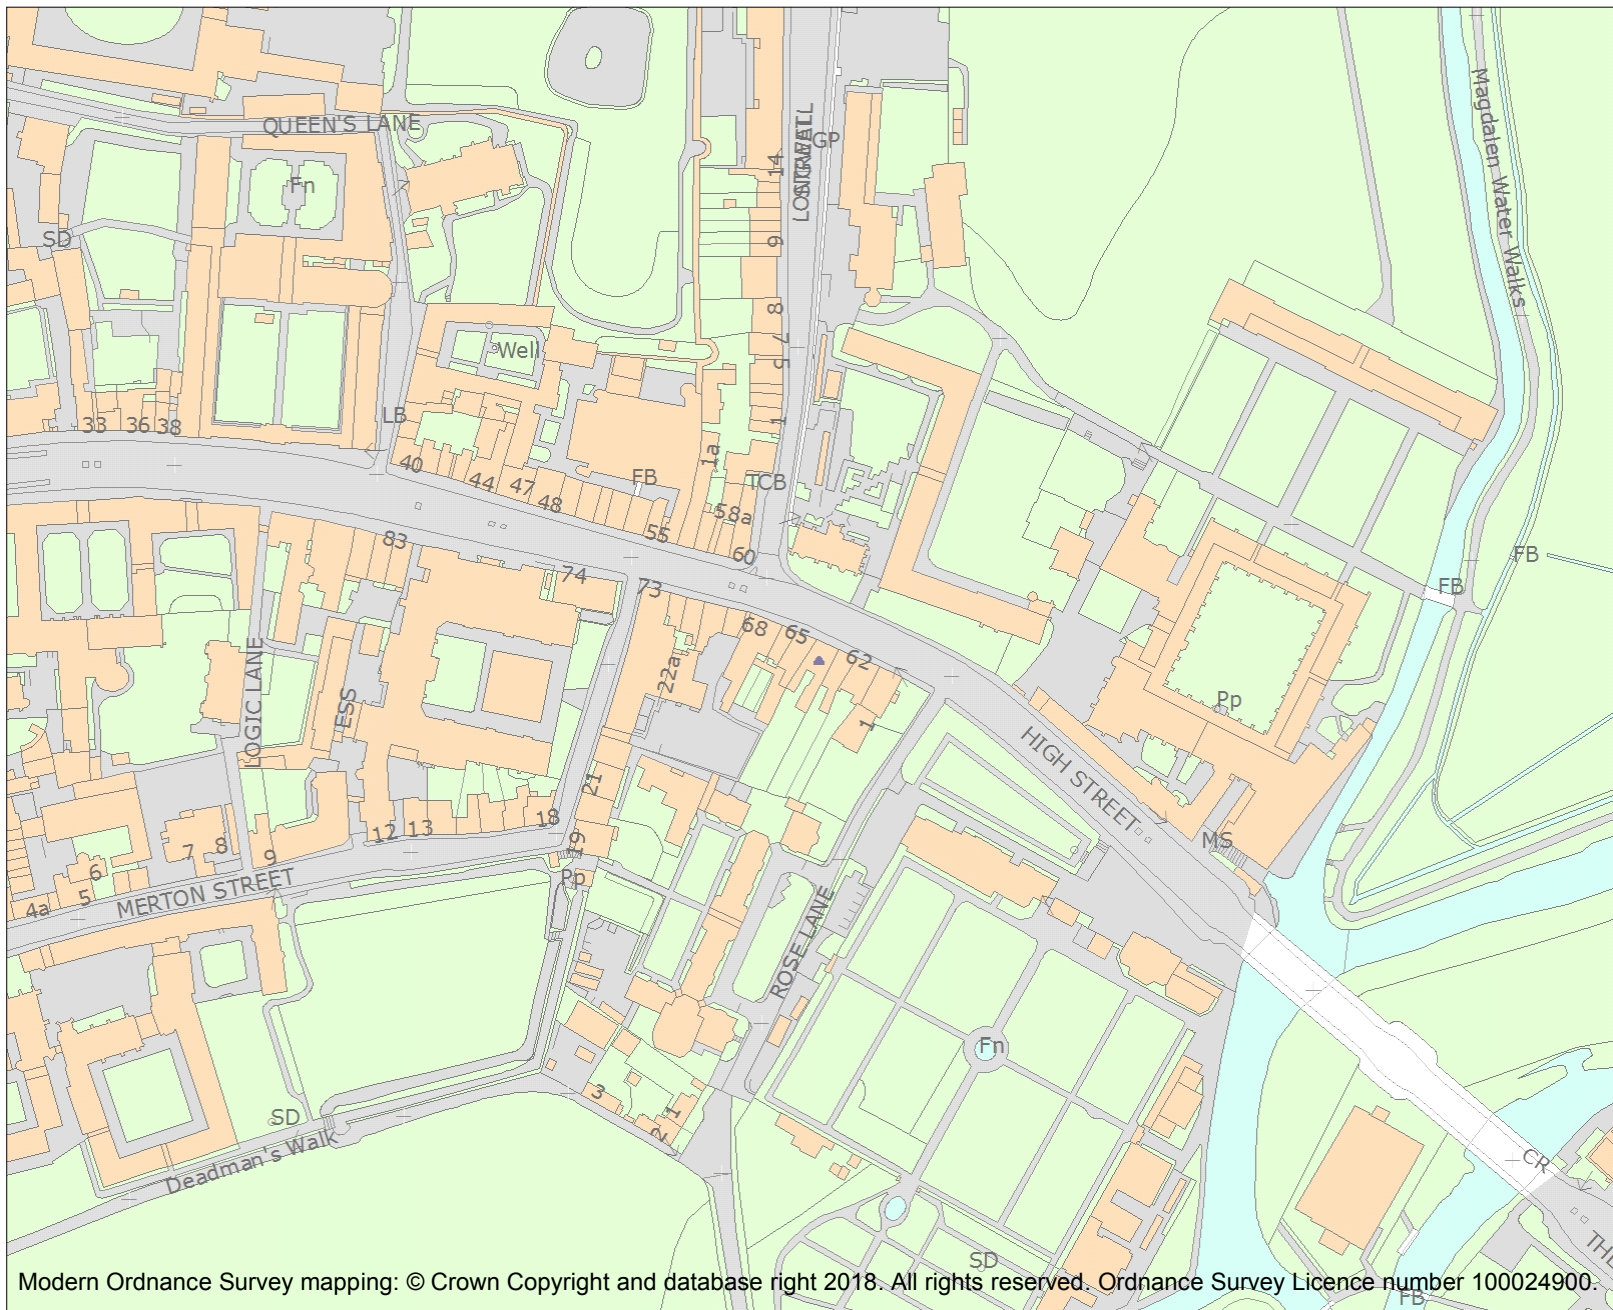 QUEEN'S LANE
Fn
SD
GP
14
9
8
7
5
1
Magdalen Water Walks
Well
LB
33
36
38
40
44
47
48
FB
1a
TCB
58a
55
60
83
74
73
68
65
62
22a
1
FB
FB
Pp
LOGIC LANE
ESS
HIGH STREET
MS
21
18
19
12
13
7
8
9
6
5
4a
MERTON STREET
Pp
ROSE LANE
Fn
3
1
2
SD
Deadman's Walk
SD
CR
FB
Modern Ordnance Survey mapping: © Crown Copyright and database right 2018. All rights reserved. Ordnance Survey Licence number 100024900.